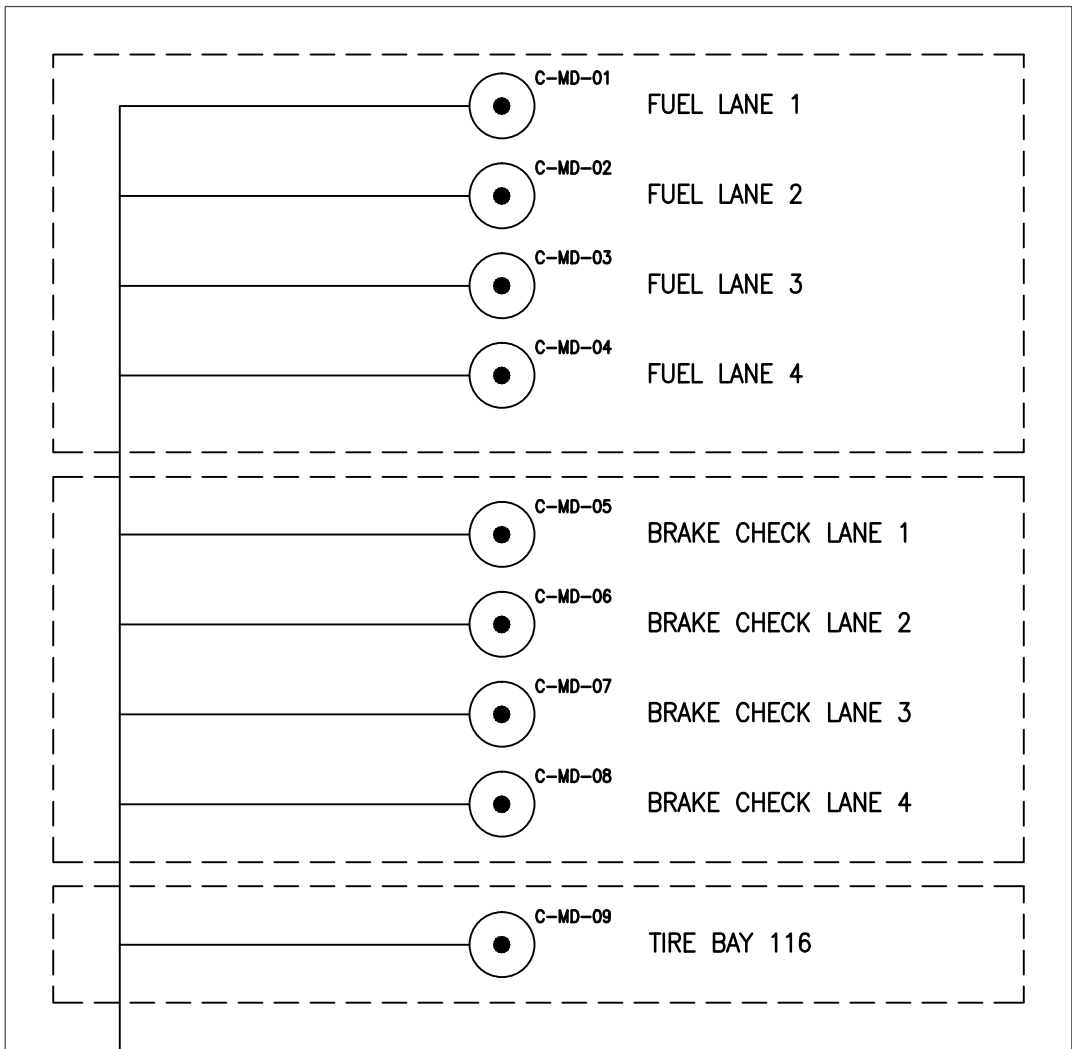 C-MD-01
FUEL LANE 1
C-MD-02
FUEL LANE 2
C-MD-03
FUEL LANE 3
C-MD-04
FUEL LANE 4
C-MD-05
BRAKE CHECK LANE 1
C-MD-06
BRAKE CHECK LANE 2
C-MD-07
BRAKE CHECK LANE 3
C-MD-08
BRAKE CHECK LANE 4
C-MD-09
TIRE BAY 116